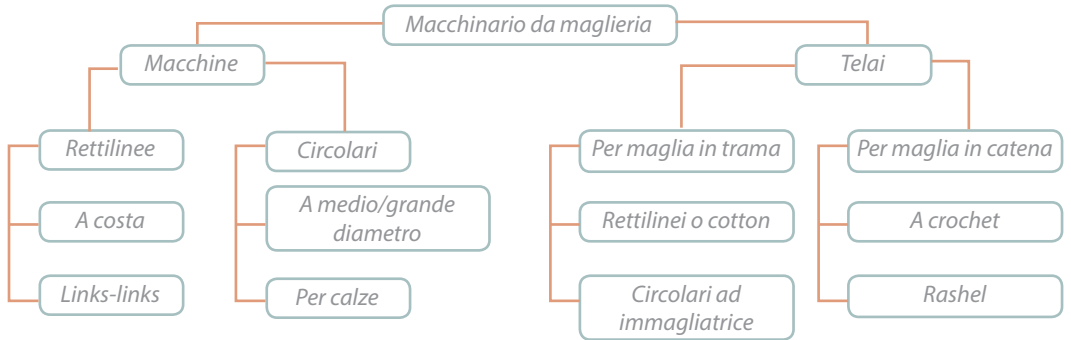 Macchinario da maglieria
Macchine
Telai
Rettilinee
Circolari
Per maglia in trama
Per maglia in catena
A costa
A medio/grande
diametro
Rettilinei o cotton
A crochet
Links-links
Per calze
Circolari ad
immagliatrice
Rashel